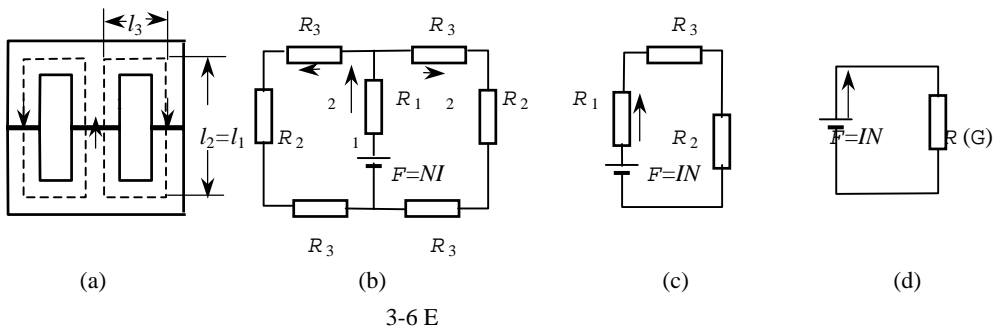 l3
l2=l1
(a)
R3
R3
R2
2
1
R1
2
R2
F=NI
R3
R3
(b)
R3
R1
R2
F=IN
(c)
F=IN
R (G)
(d)
3-6 E